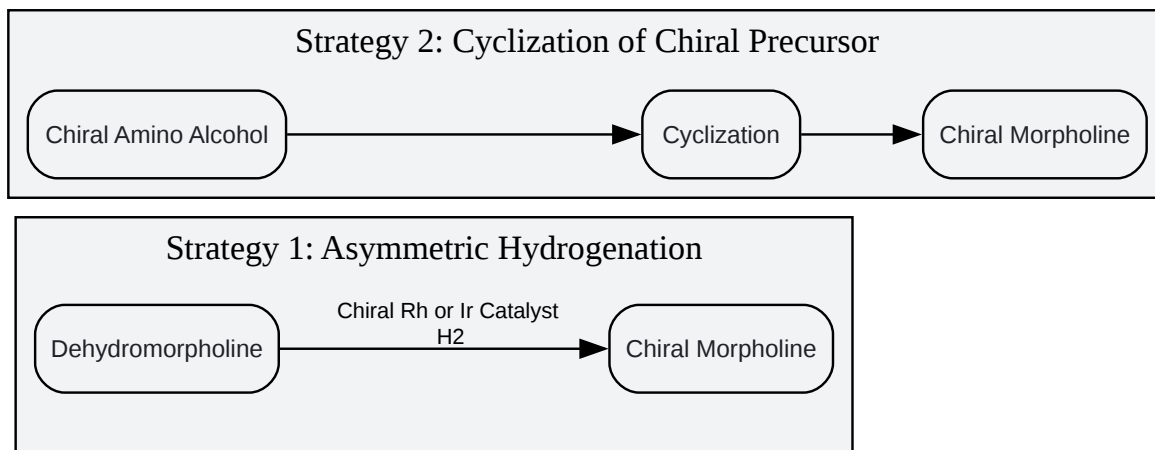 Strategy 2: Cyclization of Chiral Precursor
Chiral Amino Alcohol
Cyclization
Chiral Morpholine
Strategy 1: Asymmetric Hydrogenation
Dehydromorpholine
Chiral Rh or Ir Catalyst
H2
Chiral Morpholine